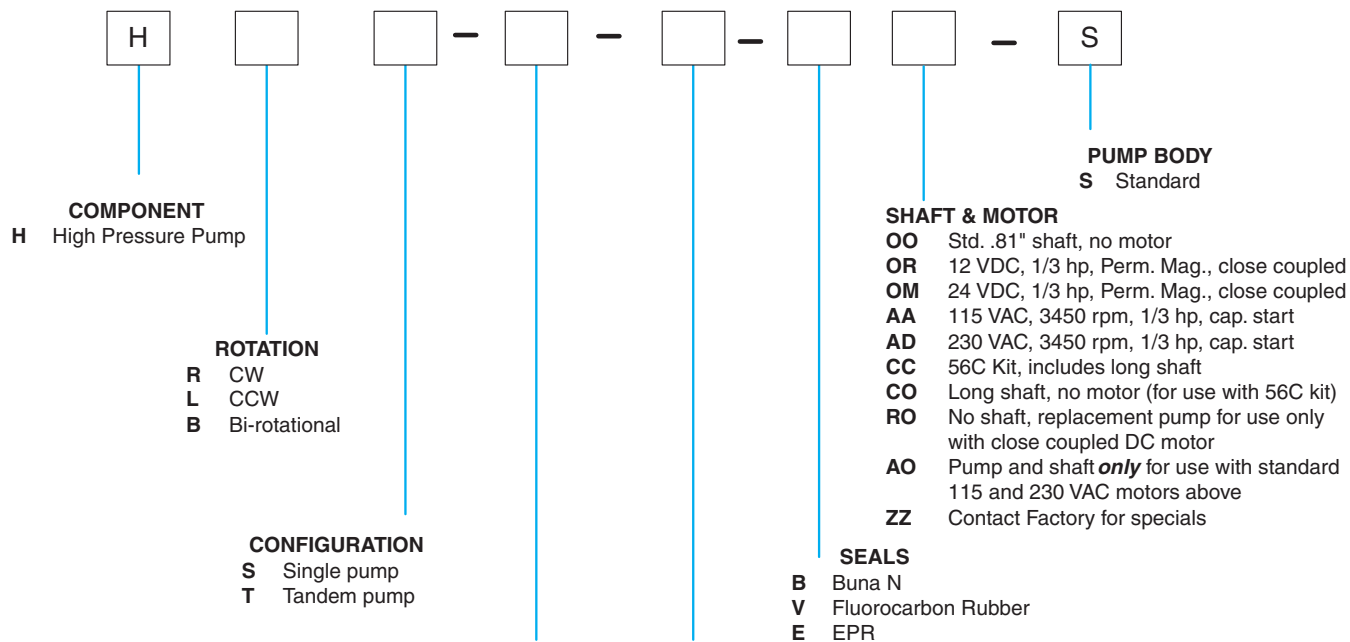 H – – – – S
PUMP BODY
S Standard
COMPONENT
H High Pressure Pump
SHAFT & MOTOR
OO Std. .81" shaft, no motor
OR 12 VDC, 1/3 hp, Perm. Mag., close coupled
OM 24 VDC, 1/3 hp, Perm. Mag., close coupled
AA 115 VAC, 3450 rpm, 1/3 hp, cap. start
AD 230 VAC, 3450 rpm, 1/3 hp, cap. start
CC 56C Kit, includes long shaft
CO Long shaft, no motor (for use with 56C kit)
RO No shaft, replacement pump for use only
with close coupled DC motor
AO Pump and shaft only for use with standard
115 and 230 VAC motors above
ZZ Contact Factory for specials
ROTATION
R CW
L CCW
B Bi-rotational
CONFIGURATION
S Single pump
T Tandem pump
SEALS
B Buna N
V Fluorocarbon Rubber
E EPR